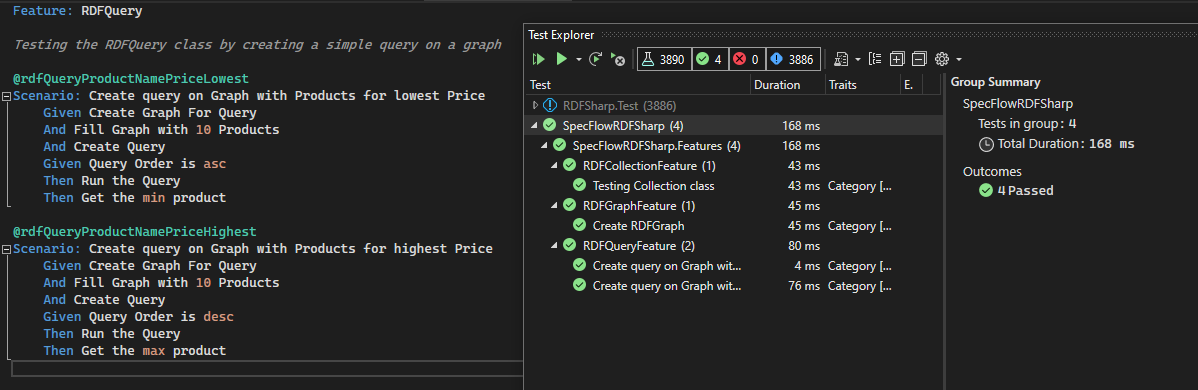 Feature: RDFQuery
Testing the RDFQuery class by creating a simple query on a graph
@rdfQueryProductNamePriceLowest
Scenario: Create query on Graph with Products for lowest Price
Given Create Graph For Query
And Fill Graph with 10 Products
And Create Query
Given Query Order is asc
Then Run the Query
Then Get the min product
@rdfQueryProductNamePriceHighest
Scenario: Create query on Graph with Products for highest Price
Given Create Graph For Query
And Fill Graph with 10 Products
And Create Query
Given Query Order is desc
Then Run the Query
Then Get the max product
Test Explorer
3890 4 0 3886
Test Duration Traits E.
RDFSharp.Test (3886)
SpecFlowRDFSharp (4) 168 ms
SpecFlowRDFSharp.Features (4) 168 ms
RDFCollectionFeature (1) 43 ms
Testing Collection class 43 ms Category [...
RDFGraphFeature (1) 45 ms
Create RDFGraph 45 ms Category [...
RDFQueryFeature (2) 80 ms
Create query on Graph wit... 4 ms Category [...
Create query on Graph wit... 76 ms Category [...
Group Summary
SpecFlowRDFSharp
Tests in group: 4
Total Duration: 168 ms
Outcomes
4 Passed